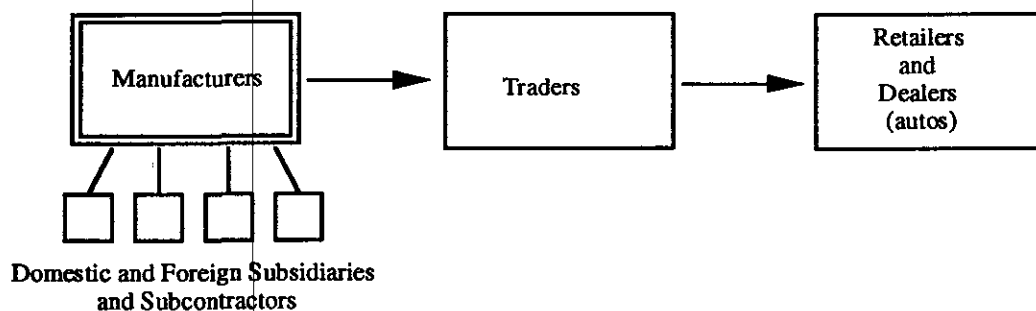 Manufacturers
Traders
Retailers
and
Dealers
(autos)
Domestic and Foreign Subsidiaries
and Subcontractors